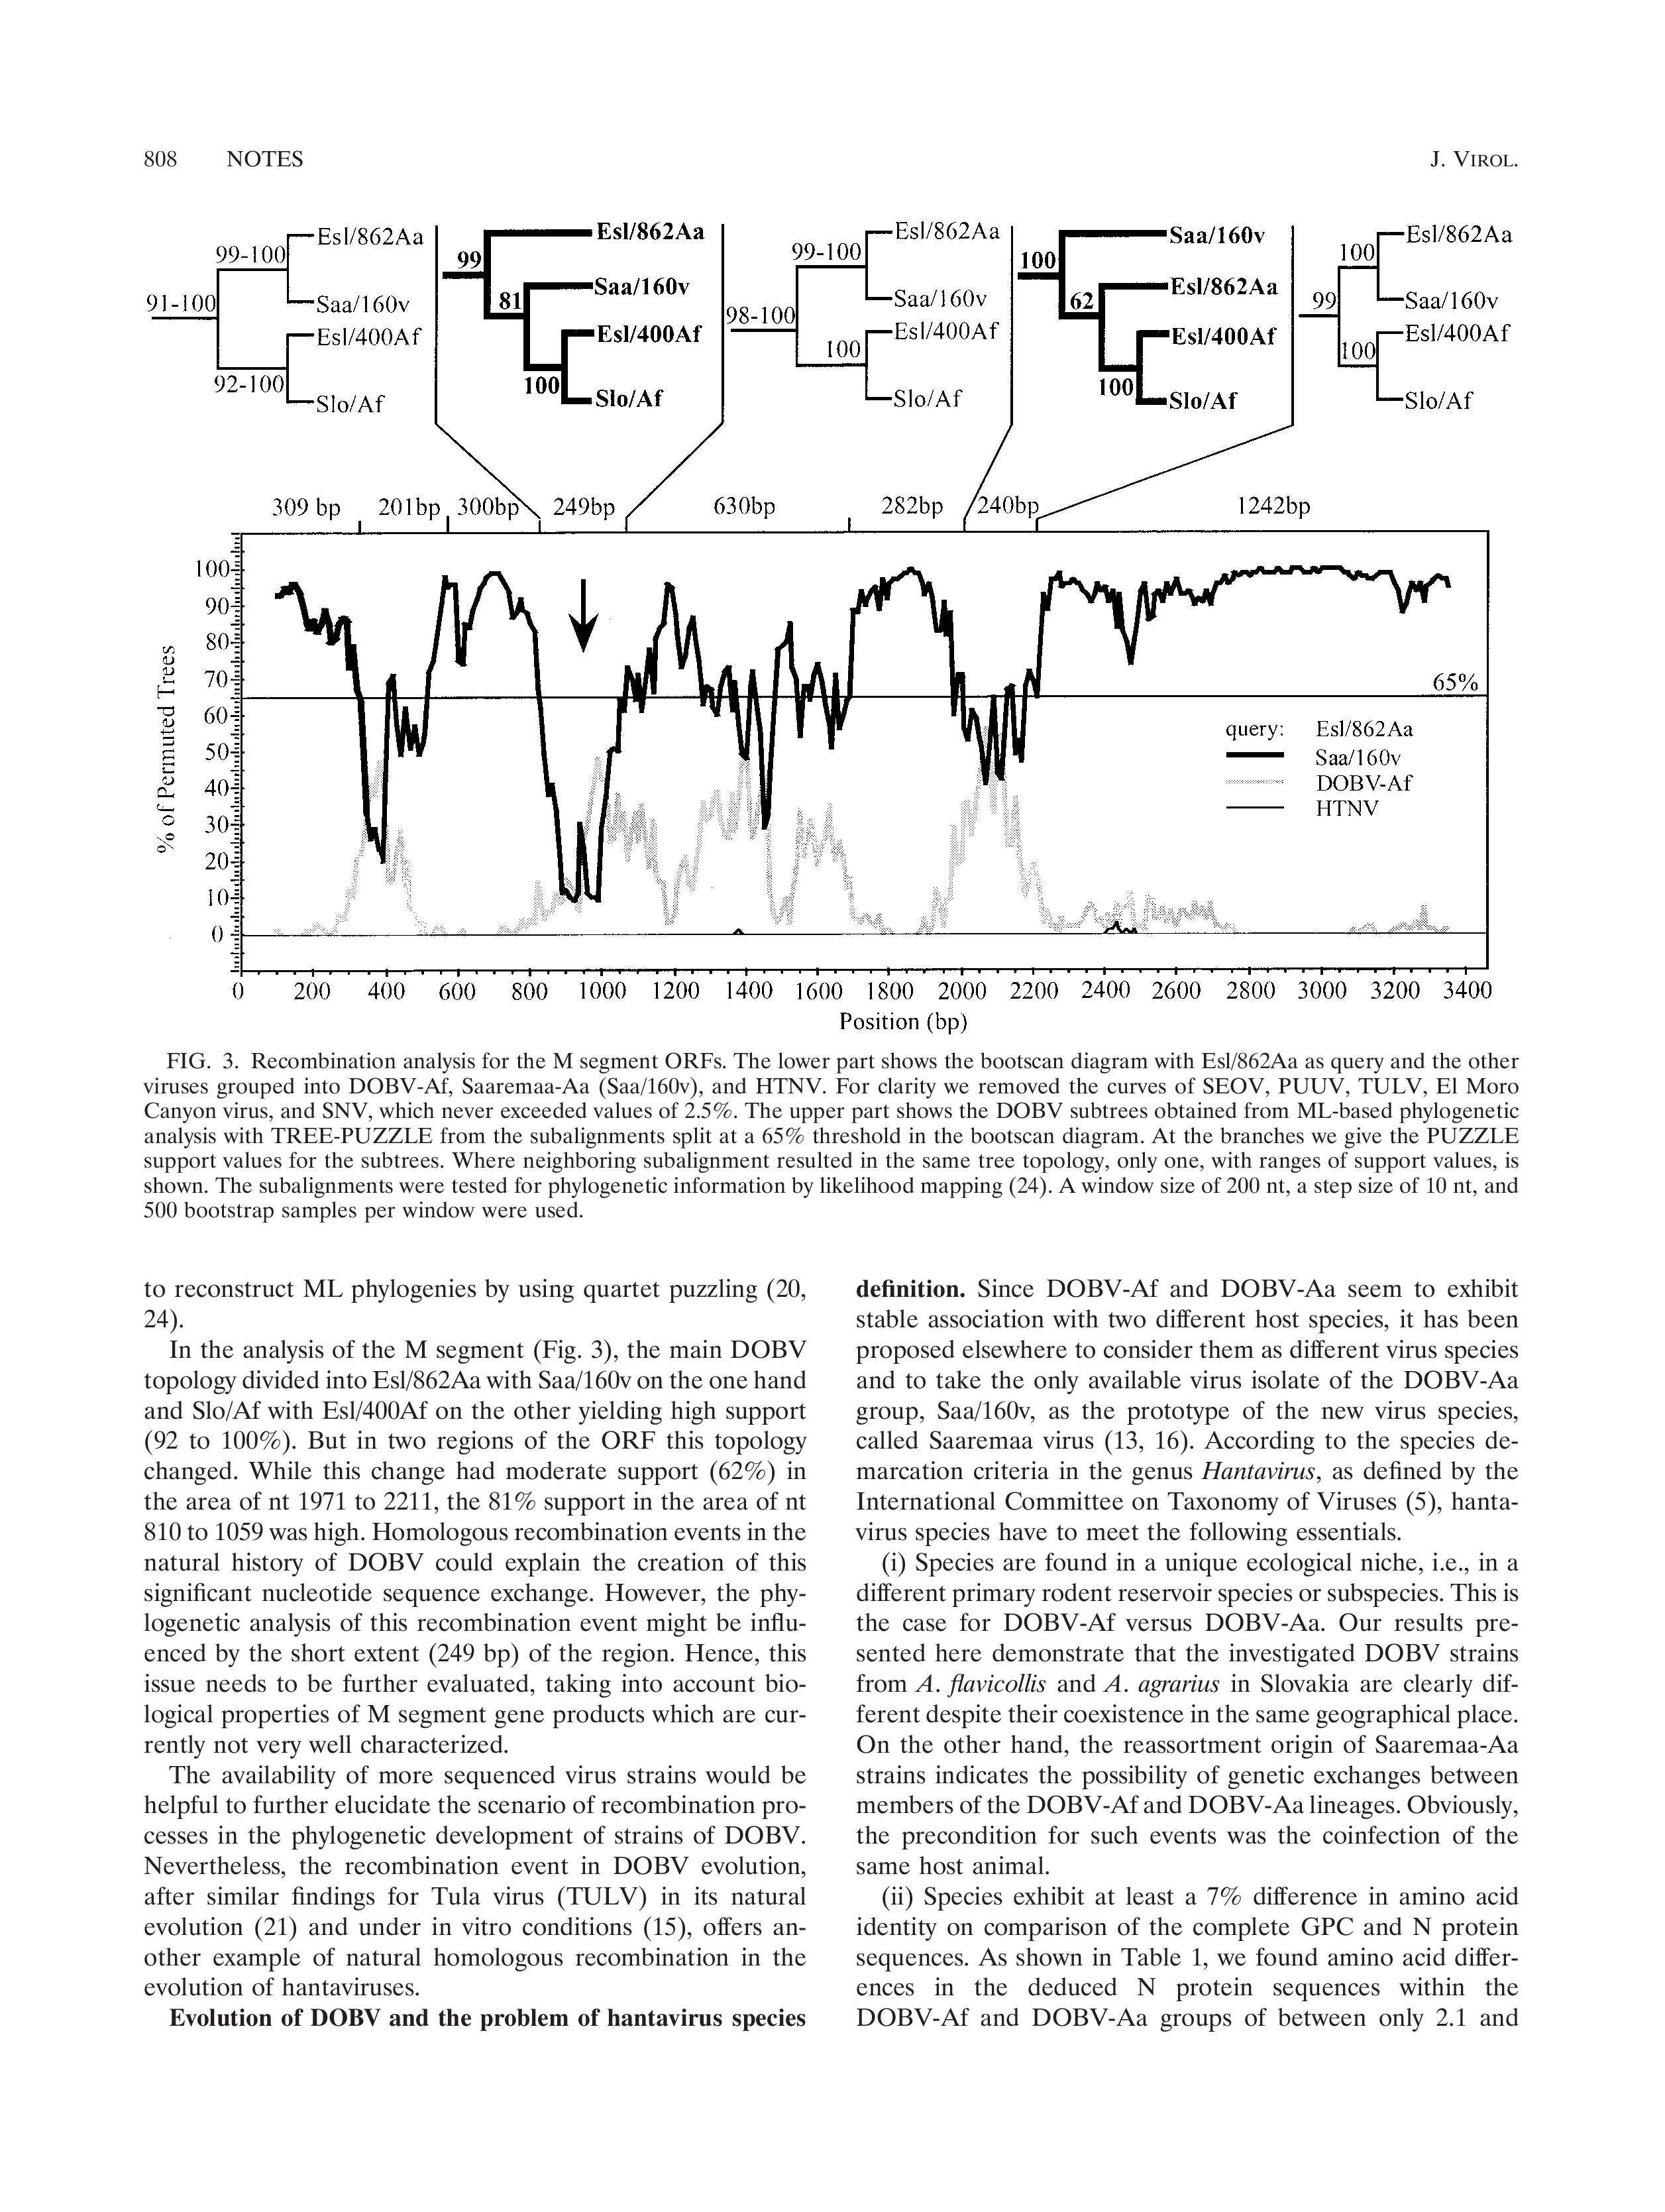 808 NOTES J. VIROL.
Esl/862Aa
99-100
Saa/160v
91-100
Esl/400Af
92-100
Slo/Af
Esl/862Aa
99
Saa/160v
81
Esl/400Af
100
Slo/Af
Esl/862Aa
99-100
Saa/160v
98-100
Esl/400Af
100
Slo/Af
Saa/160v
100
Esl/862Aa
62
Esl/400Af
100
Slo/Af
Esl/862Aa
100
Saa/160v
99
Esl/400Af
100
Slo/Af
309 bp 201bp 300bp 249bp 630bp 282bp 240bp 1242bp
% of Permuted Trees
100
90
80
70
60
50
40
30
20
10
0
65%
query: Esl/862Aa
Saa/160v
DOBV-Af
HTNV
0 200 400 600 800 1000 1200 1400 1600 1800 2000 2200 2400 2600 2800 3000 3200 3400
Position (bp)
FIG. 3. Recombination analysis for the M segment ORFs. The lower part shows the bootscan diagram with Esl/862Aa as query and the other
viruses grouped into DOBV-Af, Saaremaa-Aa (Saa/160v), and HTNV. For clarity we removed the curves of SEOV, PUUV, TULV, El Moro
Canyon virus, and SNV, which never exceeded values of 2.5%. The upper part shows the DOBV subtrees obtained from ML-based phylogenetic
analysis with TREE-PUZZLE from the subalignments split at a 65% threshold in the bootscan diagram. At the branches we give the PUZZLE
support values for the subtrees. Where neighboring subalignment resulted in the same tree topology, only one, with ranges of support values, is
shown. The subalignments were tested for phylogenetic information by likelihood mapping (24). A window size of 200 nt, a step size of 10 nt, and
500 bootstrap samples per window were used.
to reconstruct ML phylogenies by using quartet puzzling (20,
24).
In the analysis of the M segment (Fig. 3), the main DOBV
topology divided into Esl/862Aa with Saa/160v on the one hand
and Slo/Af with Esl/400Af on the other yielding high support
(92 to 100%). But in two regions of the ORF this topology
changed. While this change had moderate support (62%) in
the area of nt 1971 to 2211, the 81% support in the area of nt
810 to 1059 was high. Homologous recombination events in the
natural history of DOBV could explain the creation of this
significant nucleotide sequence exchange. However, the phy-
logenetic analysis of this recombination event might be influ-
enced by the short extent (249 bp) of the region. Hence, this
issue needs to be further evaluated, taking into account bio-
logical properties of M segment gene products which are cur-
rently not very well characterized.
The availability of more sequenced virus strains would be
helpful to further elucidate the scenario of recombination pro-
cesses in the phylogenetic development of strains of DOBV.
Nevertheless, the recombination event in DOBV evolution,
after similar findings for Tula virus (TULV) in its natural
evolution (21) and under in vitro conditions (15), offers an-
other example of natural homologous recombination in the
evolution of hantaviruses.
Evolution of DOBV and the problem of hantavirus species
definition. Since DOBV-Af and DOBV-Aa seem to exhibit
stable association with two different host species, it has been
proposed elsewhere to consider them as different virus species
and to take the only available virus isolate of the DOBV-Aa
group, Saa/160v, as the prototype of the new virus species,
called Saaremaa virus (13, 16). According to the species de-
marcation criteria in the genus Hantavirus, as defined by the
International Committee on Taxonomy of Viruses (5), hanta-
virus species have to meet the following essentials.
(i) Species are found in a unique ecological niche, i.e., in a
different primary rodent reservoir species or subspecies. This is
the case for DOBV-Af versus DOBV-Aa. Our results pre-
sented here demonstrate that the investigated DOBV strains
from A. flavicollis and A. agrarius in Slovakia are clearly dif-
ferent despite their coexistence in the same geographical place.
On the other hand, the reassortment origin of Saaremaa-Aa
strains indicates the possibility of genetic exchanges between
members of the DOBV-Af and DOBV-Aa lineages. Obviously,
the precondition for such events was the coinfection of the
same host animal.
(ii) Species exhibit at least a 7% difference in amino acid
identity on comparison of the complete GPC and N protein
sequences. As shown in Table 1, we found amino acid differ-
ences in the deduced N protein sequences within the
DOBV-Af and DOBV-Aa groups of between only 2.1 and